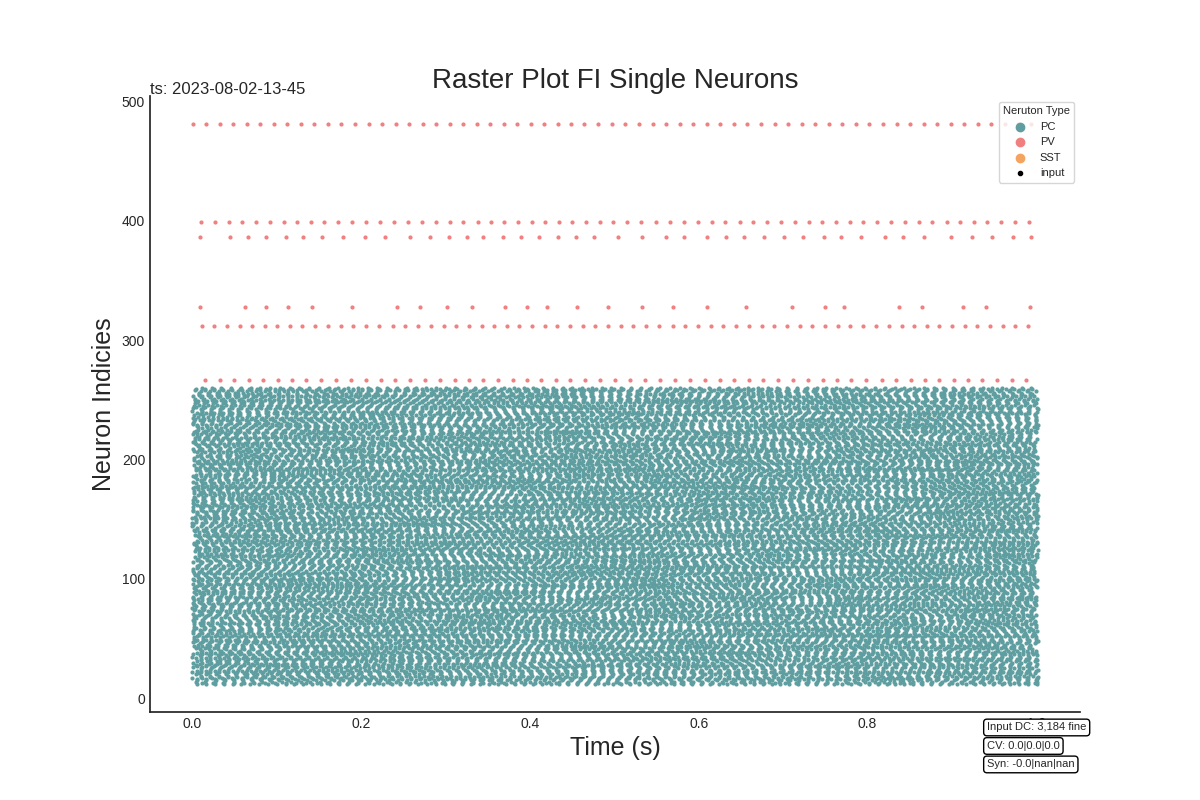 Raster Plot FI Single Neurons
ts: 2023-08-02-13-45
500
400
300
200
100
0
Neuron Indicies
Neruton Type
PC
PV
SST
input
0.0
0.2
0.4
0.6
0.8
Time (s)
Input DC: 3,184 fine
CV: 0.0|0.0|0.0
Syn: -0.0|nan|nan